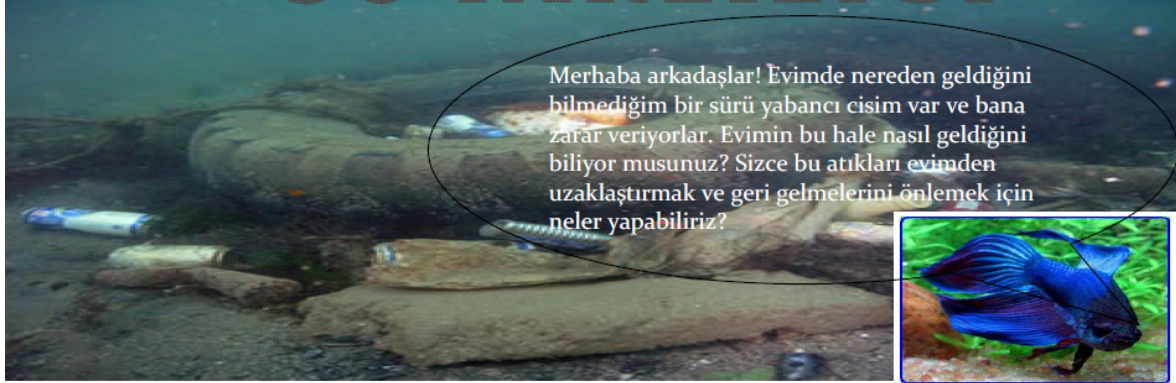 Merhaba arkadaşlar! Evimde nereden geldiğini
bilmediğim bir sürü yabancı cisim var ve bana
zarar veriyorlar. Evimin bu hale nasıl geldiğini
biliyor musunuz? Sizce bu atıkları evimden
uzaklaştırmak ve geri gelmelerini önlemek için
neler yapabiliriz?